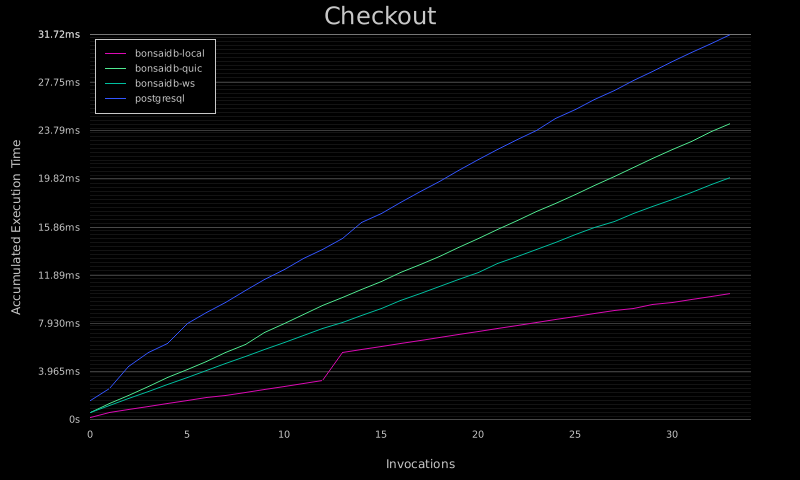 Checkout
31.72ms
27.75ms
23.79ms
19.82ms
15.86ms
11.89ms
7.930ms
3.965ms
0s
bonsaidb-local
bonsaidb-quic
bonsaidb-ws
postgresql
Accumulated Execution Time
0 5 10 15 20 25 30
Invocations